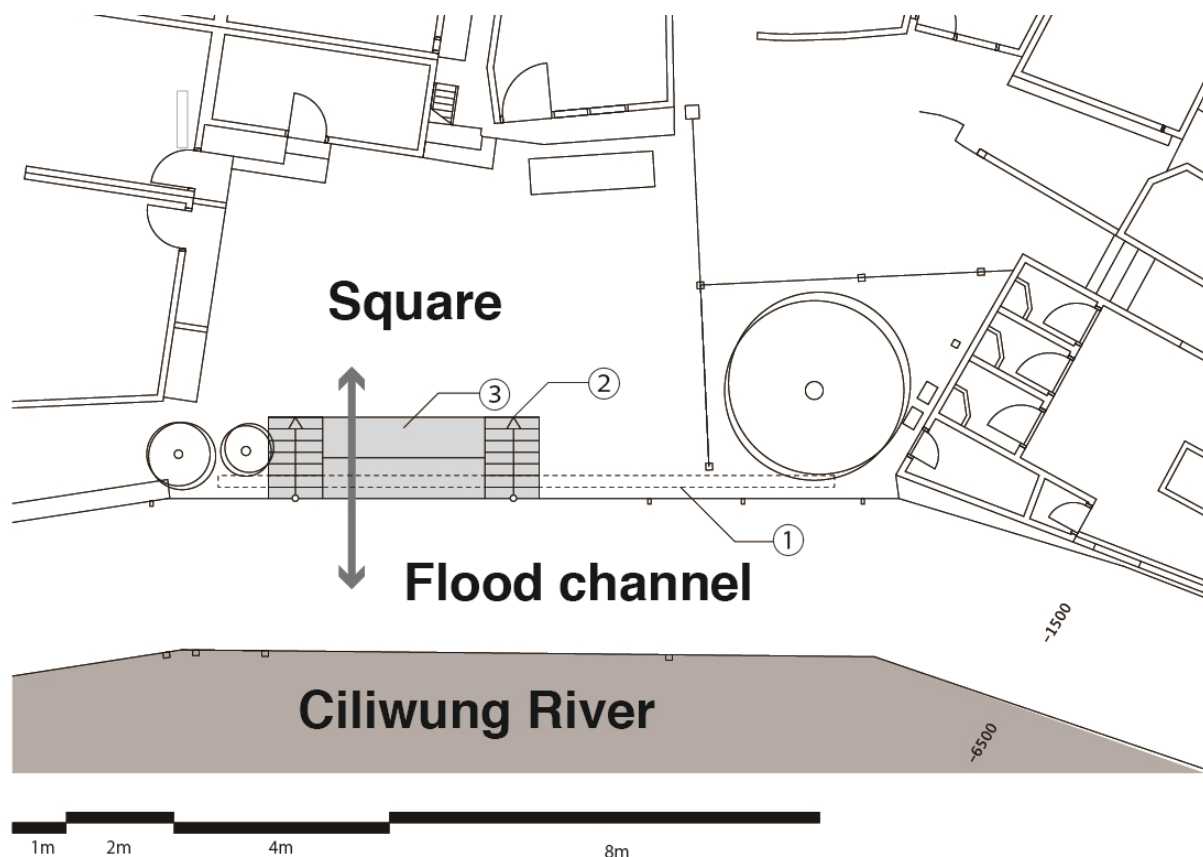 Square
③
②
①
Flood channel
-1500
Ciliwung River
-6500
1m 2m 4m 8m